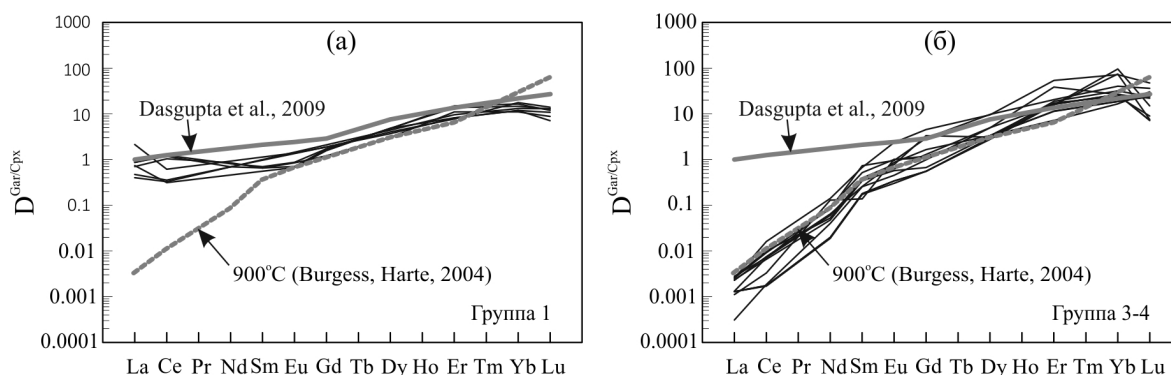 (а)
1000
100
10
1
0.1
0.01
0.001
0.0001
D^Gar/Cpx
Dasgupta et al., 2009
900°C (Burgess, Harte, 2004)
Группа 1
La Ce Pr Nd Sm Eu Gd Tb Dy Ho Er Tm Yb Lu
(б)
1000
100
10
1
0.1
0.01
0.001
0.0001
D^Gar/Cpx
Dasgupta et al., 2009
900°C (Burgess, Harte, 2004)
Группа 3-4
La Ce Pr Nd Sm Eu Gd Tb Dy Ho Er Tm Yb Lu